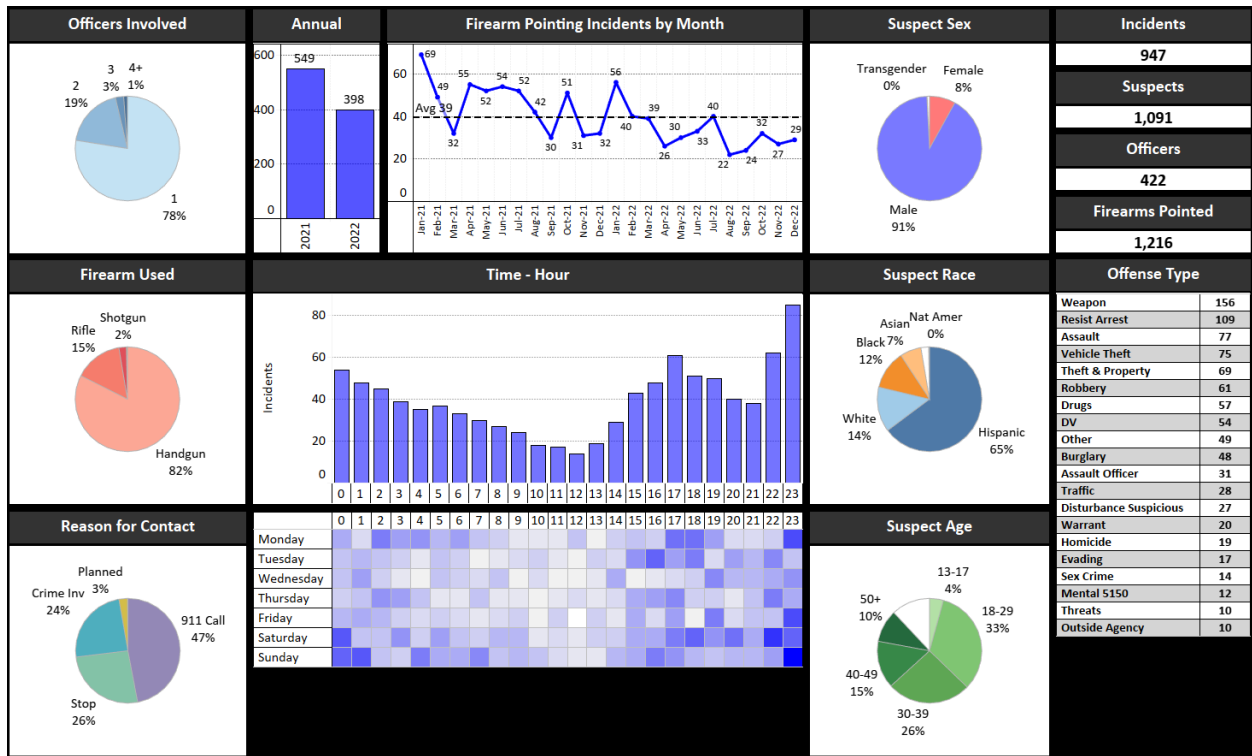 Officers Involved
3
3%
4+
1%
2
19%
1
78%
Annual
600
400
200
0
549
398
2021
2022
Firearm Pointing Incidents by Month
60
40
20
0
Avg 39
69
49
32
55
52
54
52
42
30
51
31
32
56
40
39
26
30
33
40
22
24
32
27
29
Jan-21
Feb-21
Mar-21
Apr-21
May-21
Jun-21
Jul-21
Aug-21
Sep-21
Oct-21
Nov-21
Dec-21
Jan-22
Feb-22
Mar-22
Apr-22
May-22
Jun-22
Jul-22
Aug-22
Sep-22
Oct-22
Nov-22
Dec-22
Suspect Sex
Transgender
0%
Female
8%
Male
91%
Incidents
947
Suspects
1,091
Officers
422
Firearms Pointed
1,216
Firearm Used
Shotgun
2%
Rifle
15%
Handgun
82%
Time - Hour
Incidents
80
60
40
20
0
0 1 2 3 4 5 6 7 8 9 10 11 12 13 14 15 16 17 18 19 20 21 22 23
Suspect Race
Nat Amer
0%
Asian
7%
Black
12%
White
14%
Hispanic
65%
Offense Type
Weapon 156
Resist Arrest 109
Assault 77
Vehicle Theft 75
Theft & Property 69
Robbery 61
Drugs 57
DV 54
Other 49
Burglary 48
Assault Officer 31
Traffic 28
Disturbance Suspicious 27
Warrant 20
Homicide 19
Evading 17
Sex Crime 14
Mental 5150 12
Threats 10
Outside Agency 10
Reason for Contact
Planned
3%
Crime Inv
24%
911 Call
47%
Stop
26%
0 1 2 3 4 5 6 7 8 9 10 11 12 13 14 15 16 17 18 19 20 21 22 23
Monday
Tuesday
Wednesday
Thursday
Friday
Saturday
Sunday
Suspect Age
13-17
4%
18-29
33%
50+
10%
40-49
15%
30-39
26%